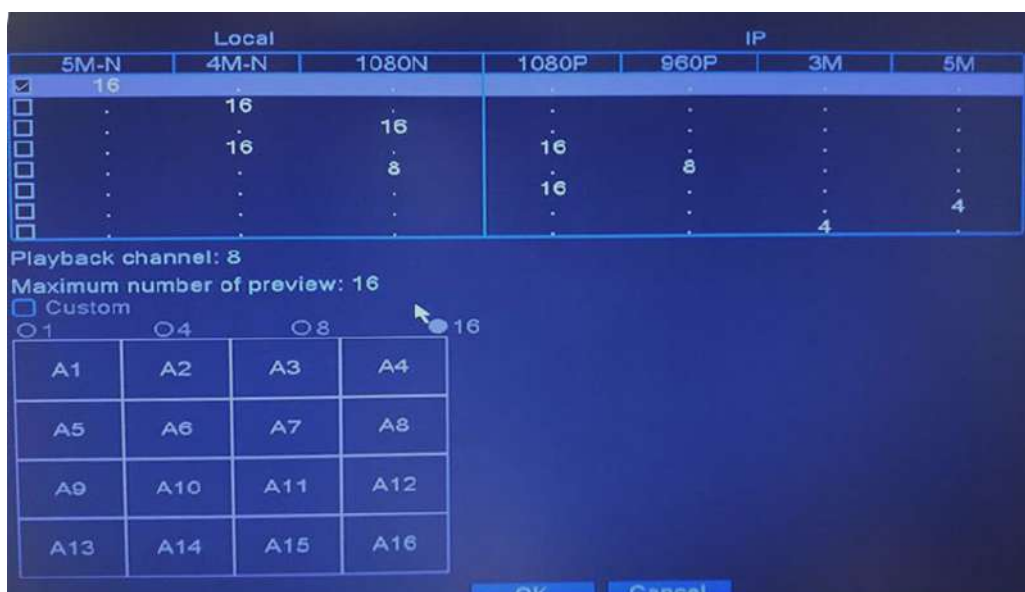 Local IP
5M-N 4M-N 1080N 1080P 960P 3M 5M
16 . . . . . .
. 16 . . . . .
. . 16 . . . .
. 16 . 16 . . .
. . 8 . 8 . .
. . . 16 . . .
. . . . . . 4
. . . . . 4 .
Playback channel: 8
Maximum number of preview: 16
Custom
1 4 8 16
A1 A2 A3 A4
A5 A6 A7 A8
A9 A10 A11 A12
A13 A14 A15 A16
OK Cancel